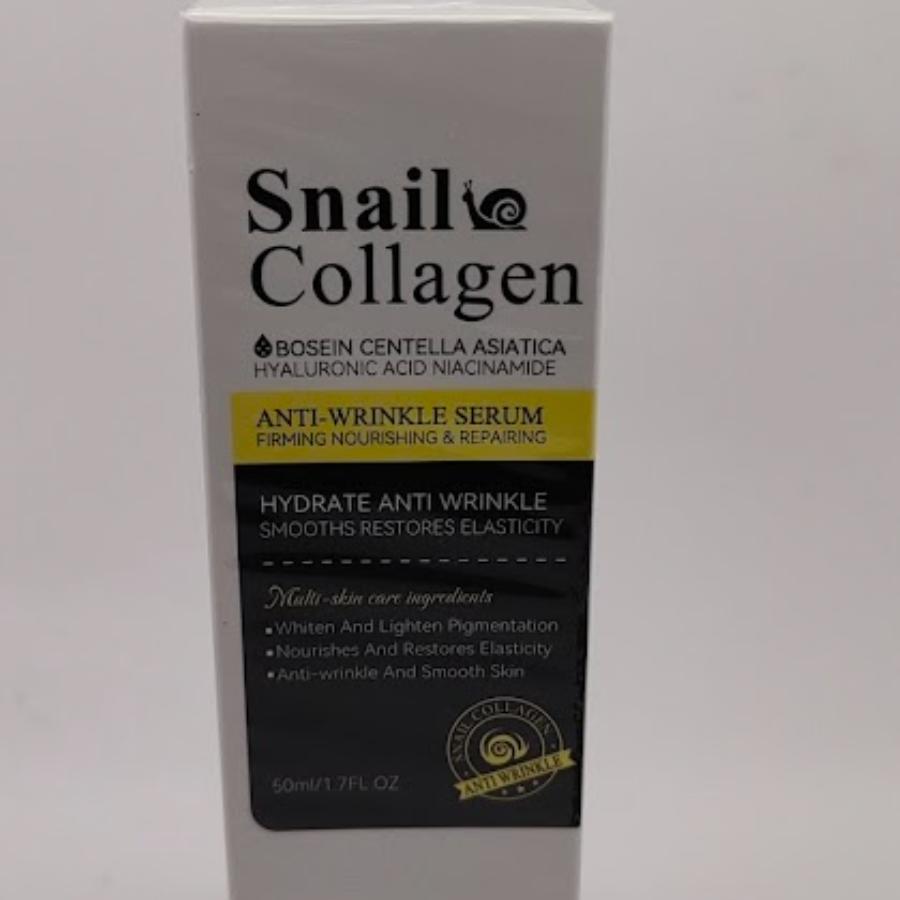 Snail
Collagen
BOSEIN CENTELLA ASIATICA
HYALURONIC ACID NIACINAMIDE
ANTI-WRINKLE SERUM
FIRMING NOURISHING & REPAIRING
HYDRATE ANTI WRINKLE
SMOOTHS RESTORES ELASTICITY
Multi-skin care ingredients
▪Whiten And Lighten Pigmentation
▪Nourishes And Restores Elasticity
▪Anti-wrinkle And Smooth Skin
SNAIL COLLAGEN
ANTI WRINKLE
50ml/1.7FL OZ